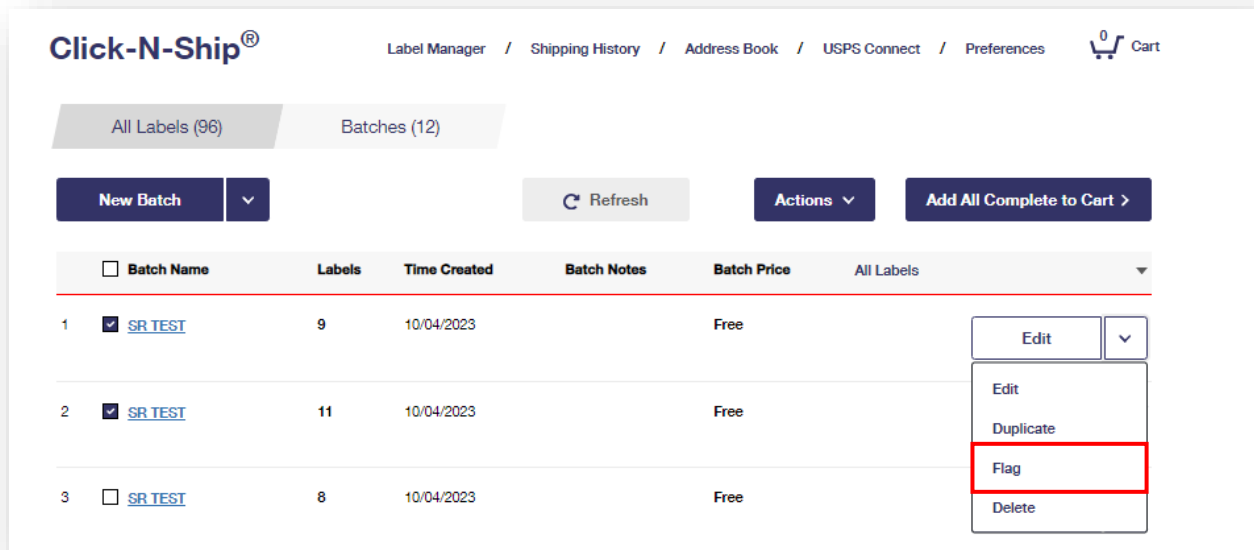 Click-N-Ship®
Label Manager / Shipping History / Address Book / USPS Connect / Preferences 0 Cart
All Labels (96) Batches (12)
New Batch Refresh Actions Add All Complete to Cart >
Batch Name Labels Time Created Batch Notes Batch Price All Labels
1 SR TEST 9 10/04/2023 Free Edit
Edit
2 SR TEST 11 10/04/2023 Free
Duplicate
Flag
3 SR TEST 8 10/04/2023 Free
Delete